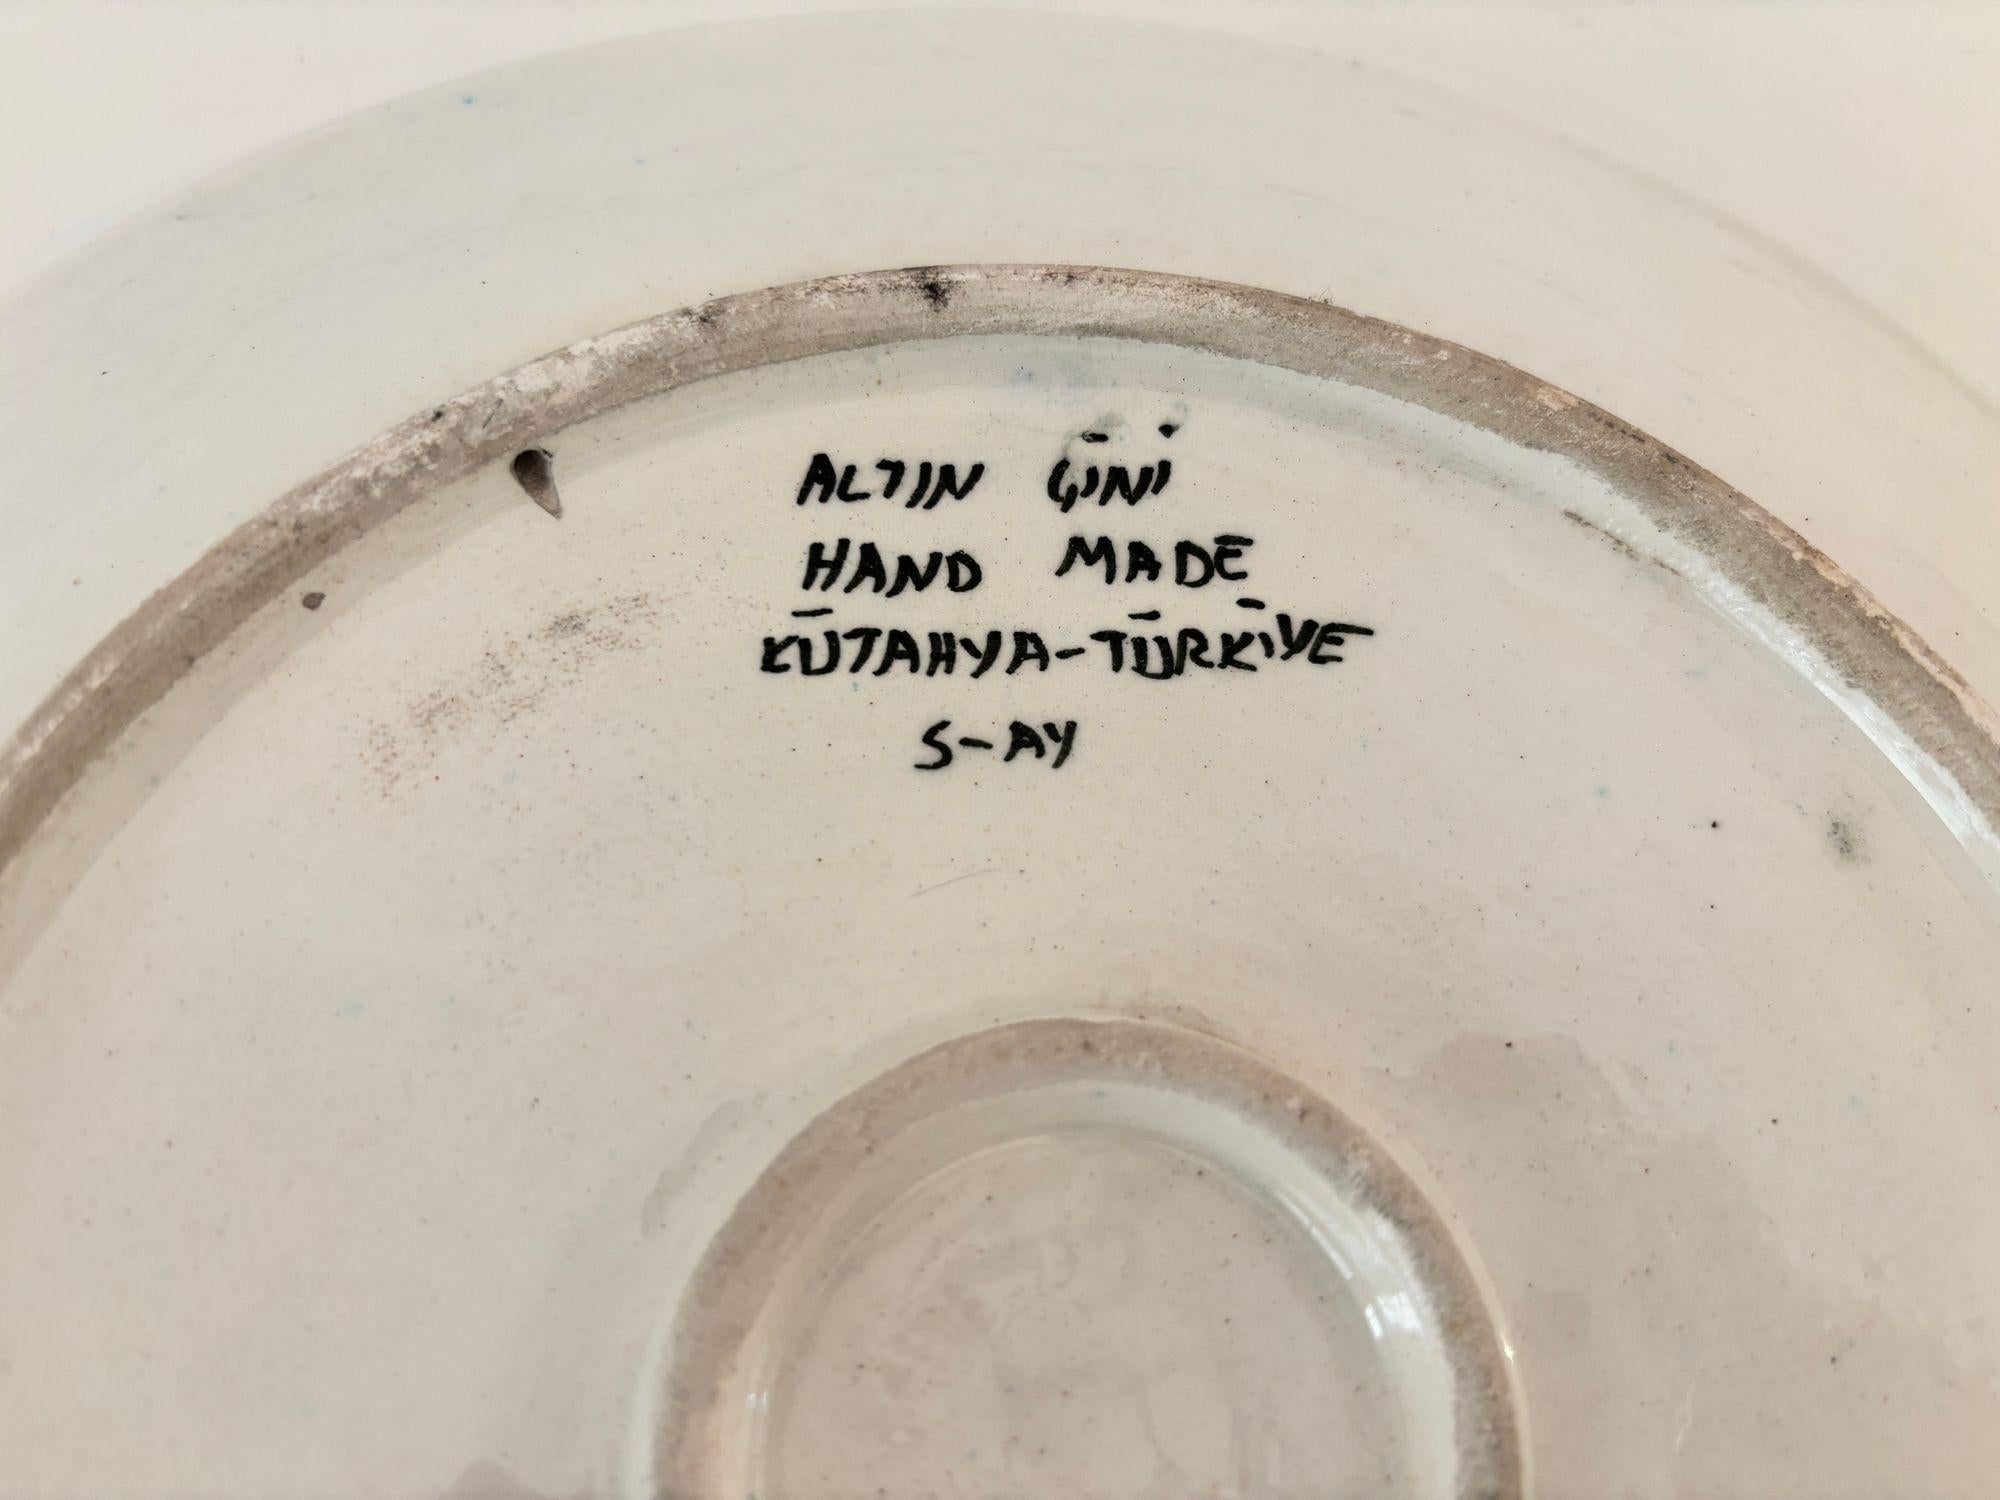 ALTIN ÇİNİ
HAND MADE
KÜTAHYA-TÜRKİYE
S-AY